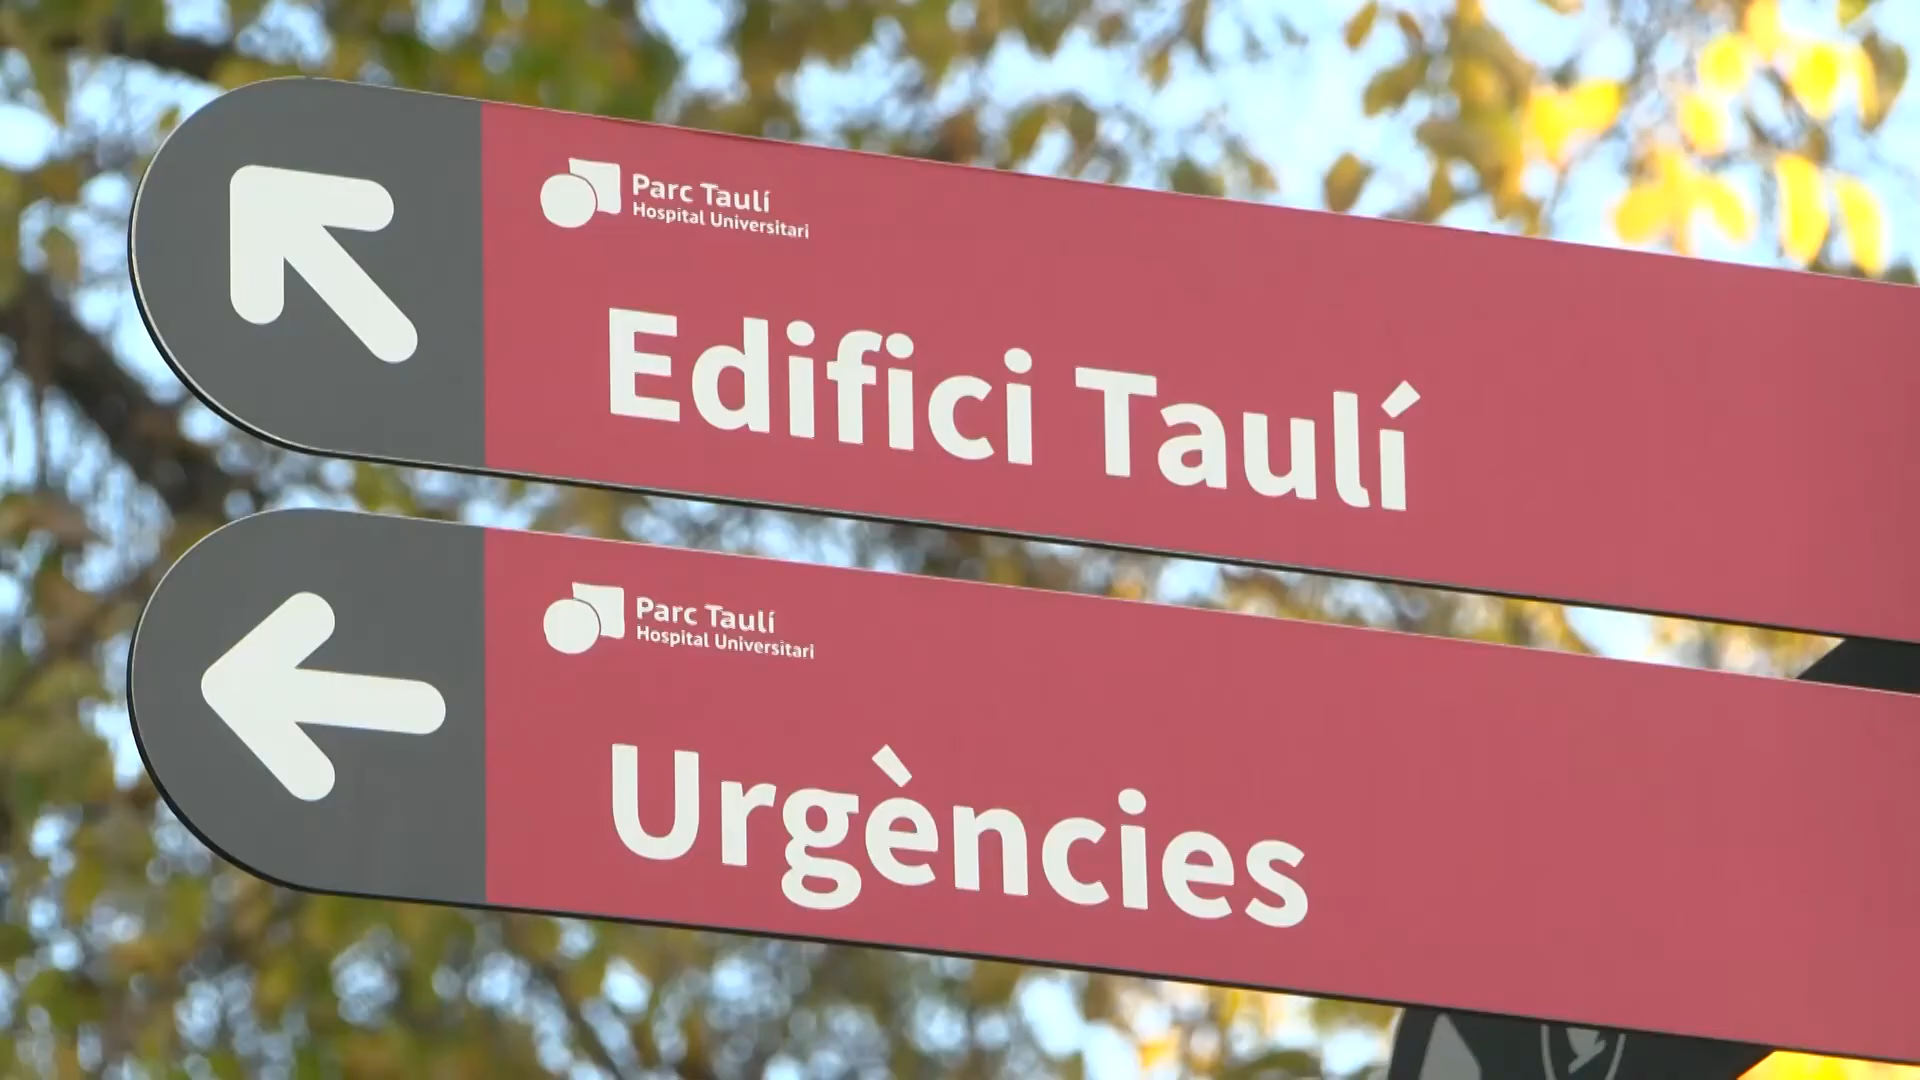 Parc Taulí
Hospital Universitari
Edifici Taulí
Parc Taulí
Hospital Universitari
Urgències